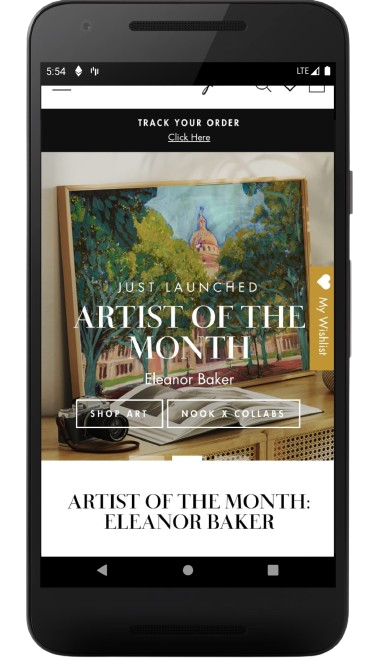 5:54
LTE
TRACK YOUR ORDER
Click Here
JUST LAUNCHED
ARTIST OF THE
MONTH
Eleanor Baker
SHOP ART
NOOK X COLLABS
My Wishlist
ARTIST OF THE MONTH:
ELEANOR BAKER